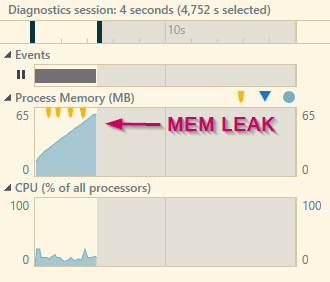 Diagnostics session: 4 seconds (4,752 s selected)
10s
Events
Process Memory (MB)
65 65
MEM LEAK
0 0
CPU (% of all processors)
100 100
0 0